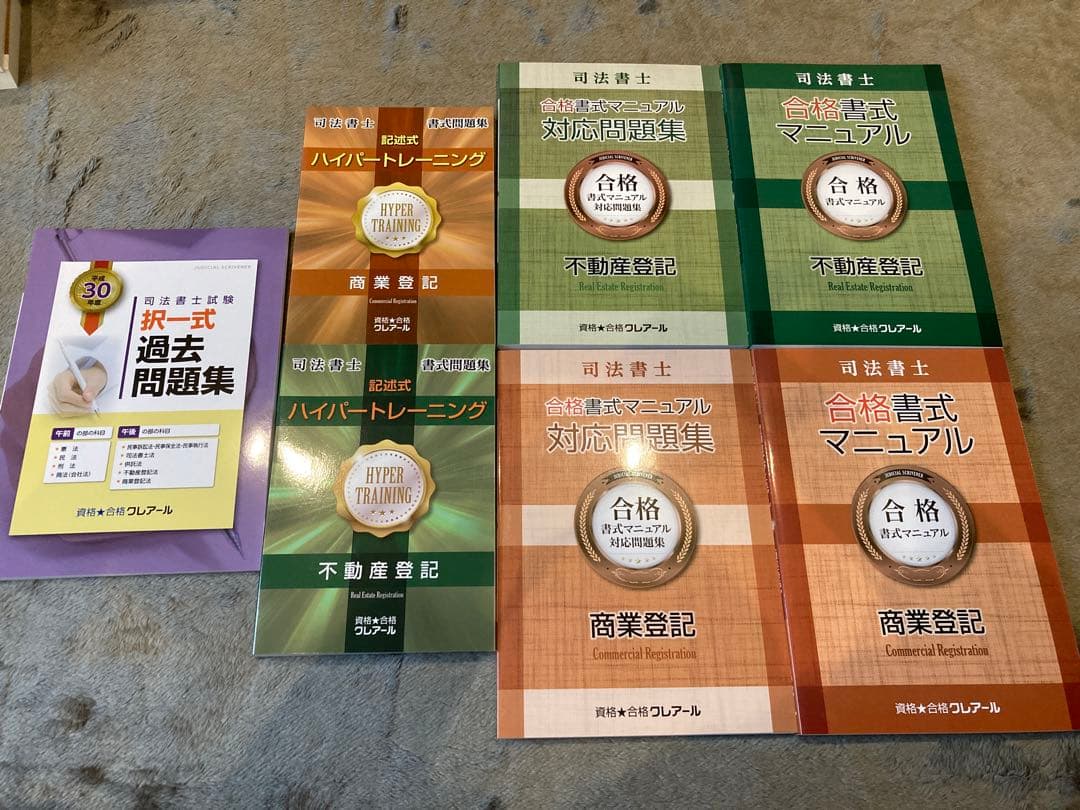 JUDICIAL SCRIVENER
平成
30
年度
司法書士試験
択一式
過去
問題集
午前 の部の科目
・憲 法
・民 法
・刑 法
・商法(会社法)
午後 の部の科目
・民事訴訟法・民事保全法・民事執行法
・司法書士法
・供託法
・不動産登記法
・商業登記法
資格★合格クレアール
司法書士 書式問題集
記述式
ハイパートレーニング
HYPER
TRAINING
商業登記
Commercial Registration
資格★合格
クレアール
司法書士 書式問題集
記述式
ハイパートレーニング
HYPER
TRAINING
不動産登記
Real Estate Registration
資格★合格
クレアール
司法書士
合格書式マニュアル
対応問題集
JUDICIAL SCRIVENER
合格
書式マニュアル
対応問題集
不動産登記
Real Estate Registration
資格★合格クレアール
司法書士
合格書式
マニュアル
JUDICIAL SCRIVENER
合格
書式マニュアル
不動産登記
Real Estate Registration
資格★合格クレアール
司法書士
合格書式マニュアル
対応問題集
JUDICIAL SCRIVENER
合格
書式マニュアル
対応問題集
商業登記
Commercial Registration
資格★合格クレアール
司法書士
合格書式
マニュアル
JUDICIAL SCRIVENER
合格
書式マニュアル
商業登記
Commercial Registration
資格★合格クレアール